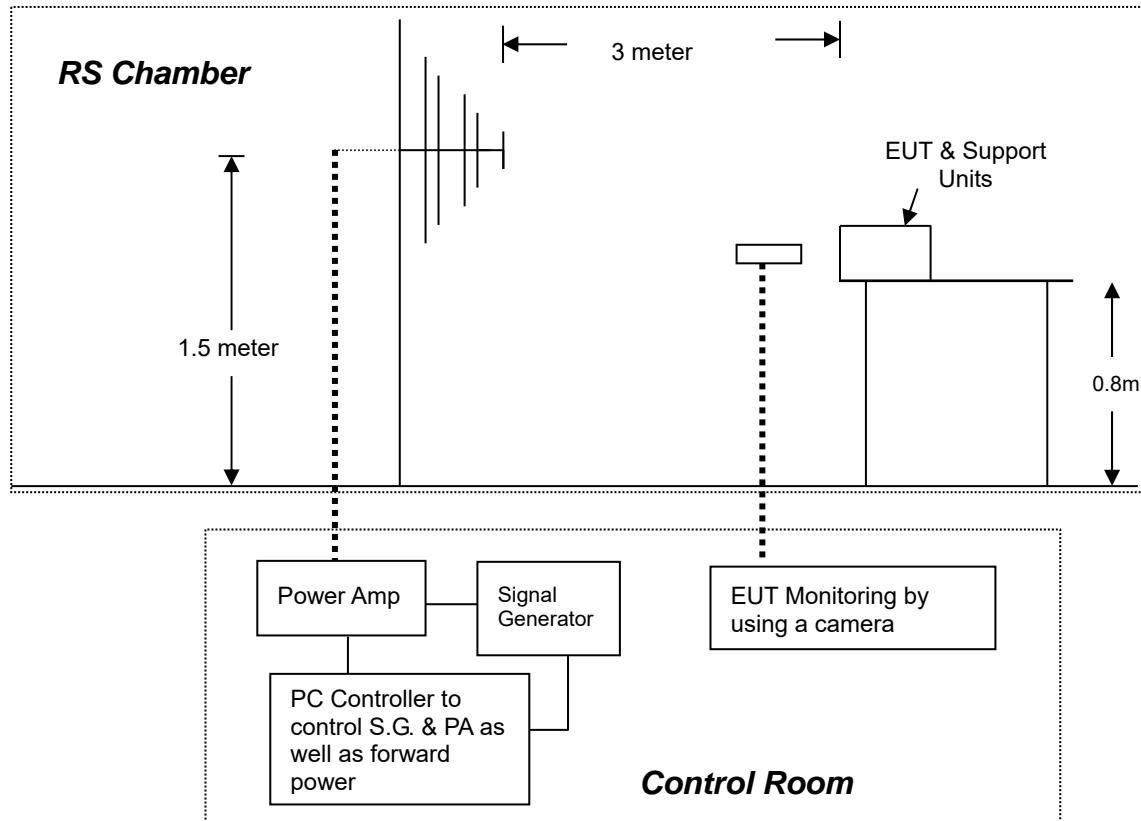 3 meter
RS Chamber
EUT & Support
Units
1.5 meter
0.8m
Power Amp
Signal
Generator
EUT Monitoring by
using a camera
PC Controller to
control S.G. & PA as
well as forward
power
Control Room